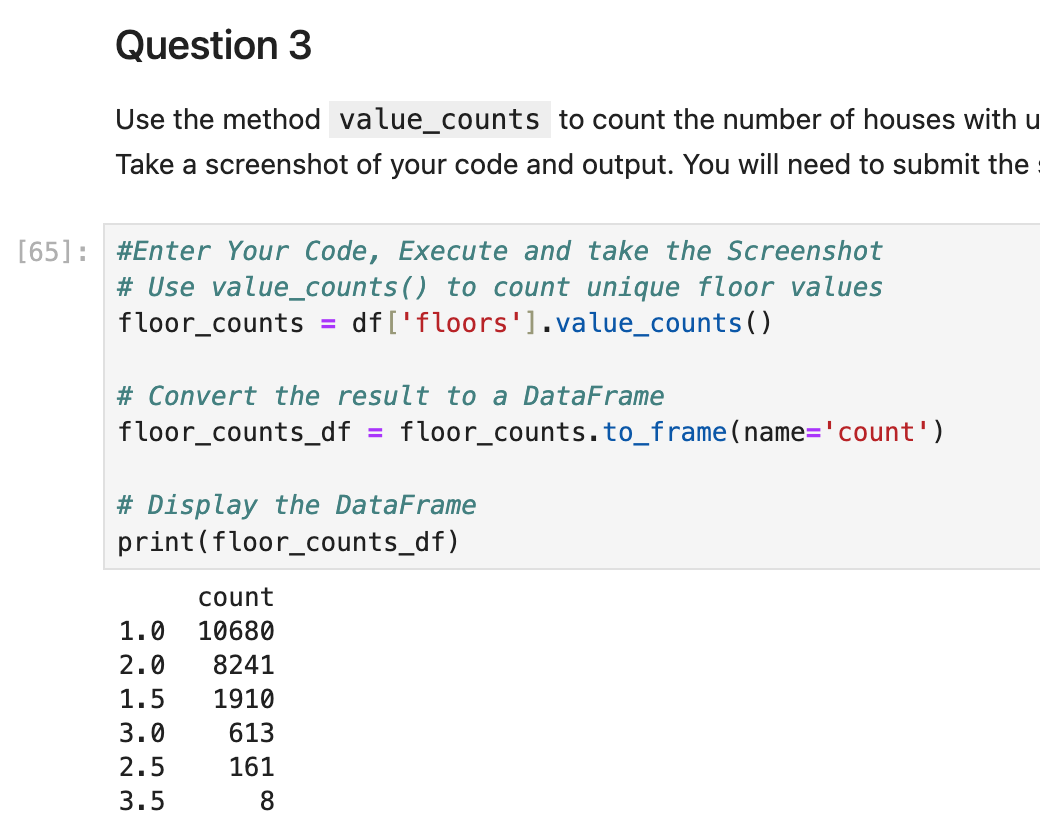 Question 3
Use the method value_counts to count the number of houses with u
Take a screenshot of your code and output. You will need to submit the
[65]:
#Enter Your Code, Execute and take the Screenshot
# Use value_counts() to count unique floor values
floor_counts = df['floors'].value_counts()
# Convert the result to a DataFrame
floor_counts_df = floor_counts.to_frame(name='count')
# Display the DataFrame
print(floor_counts_df)
count
1.0 10680
2.0 8241
1.5 1910
3.0 613
2.5 161
3.5 8